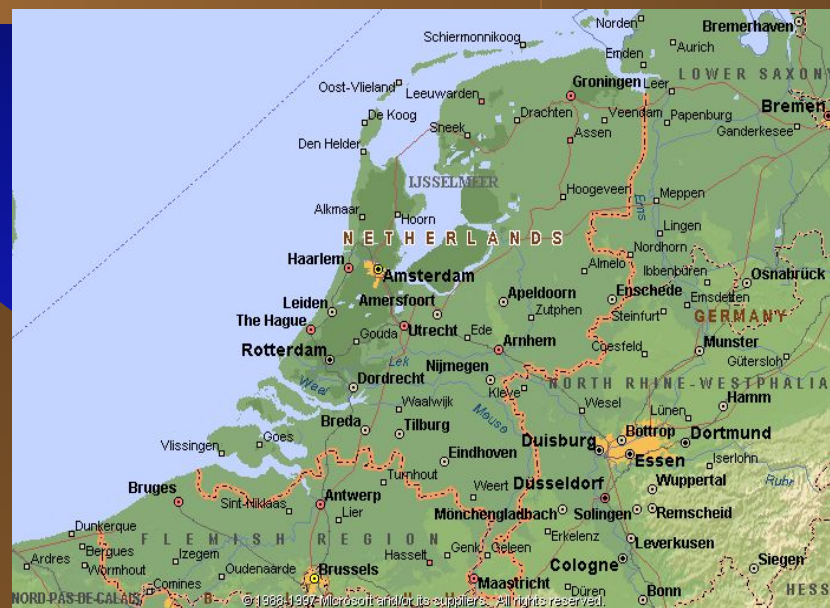 Norden
Bremerhaven
Schiermonnikoog
Aurich
Emden
LOWER SAXONY
Oost-Vlieland
Leeuwarden
Groningen
Leer
De Koog
Sneek
Drachten
Veendam
Papenburg
Bremen
Assen
Ganderkesee
Den Helder
IJSSELMEER
Hoogeveen
Meppen
Ems
Alkmaar
Hoorn
Lingen
NETHERLANDS
Nordhorn
Haarlem
Amsterdam
Almelo
Ibbenbüren
Osnabrück
Leiden
Amersfoort
Apeldoorn
Enschede
Emsdetten
The Hague
Gouda
Utrecht
Ede
Zutphen
Steinfurt
GERMANY
Rotterdam
Lek
Arnhem
Coesfeld
Munster
Gütersloh
Waal
Dordrecht
Nijmegen
Kleve
NORTH RHINE-WESTPHALIA
Waalwijk
Meuse
Wesel
Lünen
Hamm
Breda
Tilburg
Bottrop
Vlissingen
Goes
Eindhoven
Duisburg
Dortmund
Essen
Iserlohn
Turnhout
Weert
Düsseldorf
Wuppertal
Ruhr
Bruges
Sint-Niklaas
Antwerp
Mönchengladbach
Solingen
Remscheid
Lier
Dunkerque
FLEMISH REGION
Erkelenz
Leverkusen
Bergues
Izegem
Hasselt
Genk
Geleen
Ardres
Wormhout
Oudenaarde
Brussels
Cologne
Siegen
Comines
Maastricht
Düren
Bonn
HESS
NORD-PAS-DE-CALAIS
B
© 1988-1997 Microsoft and/or its suppliers. All rights reserved.